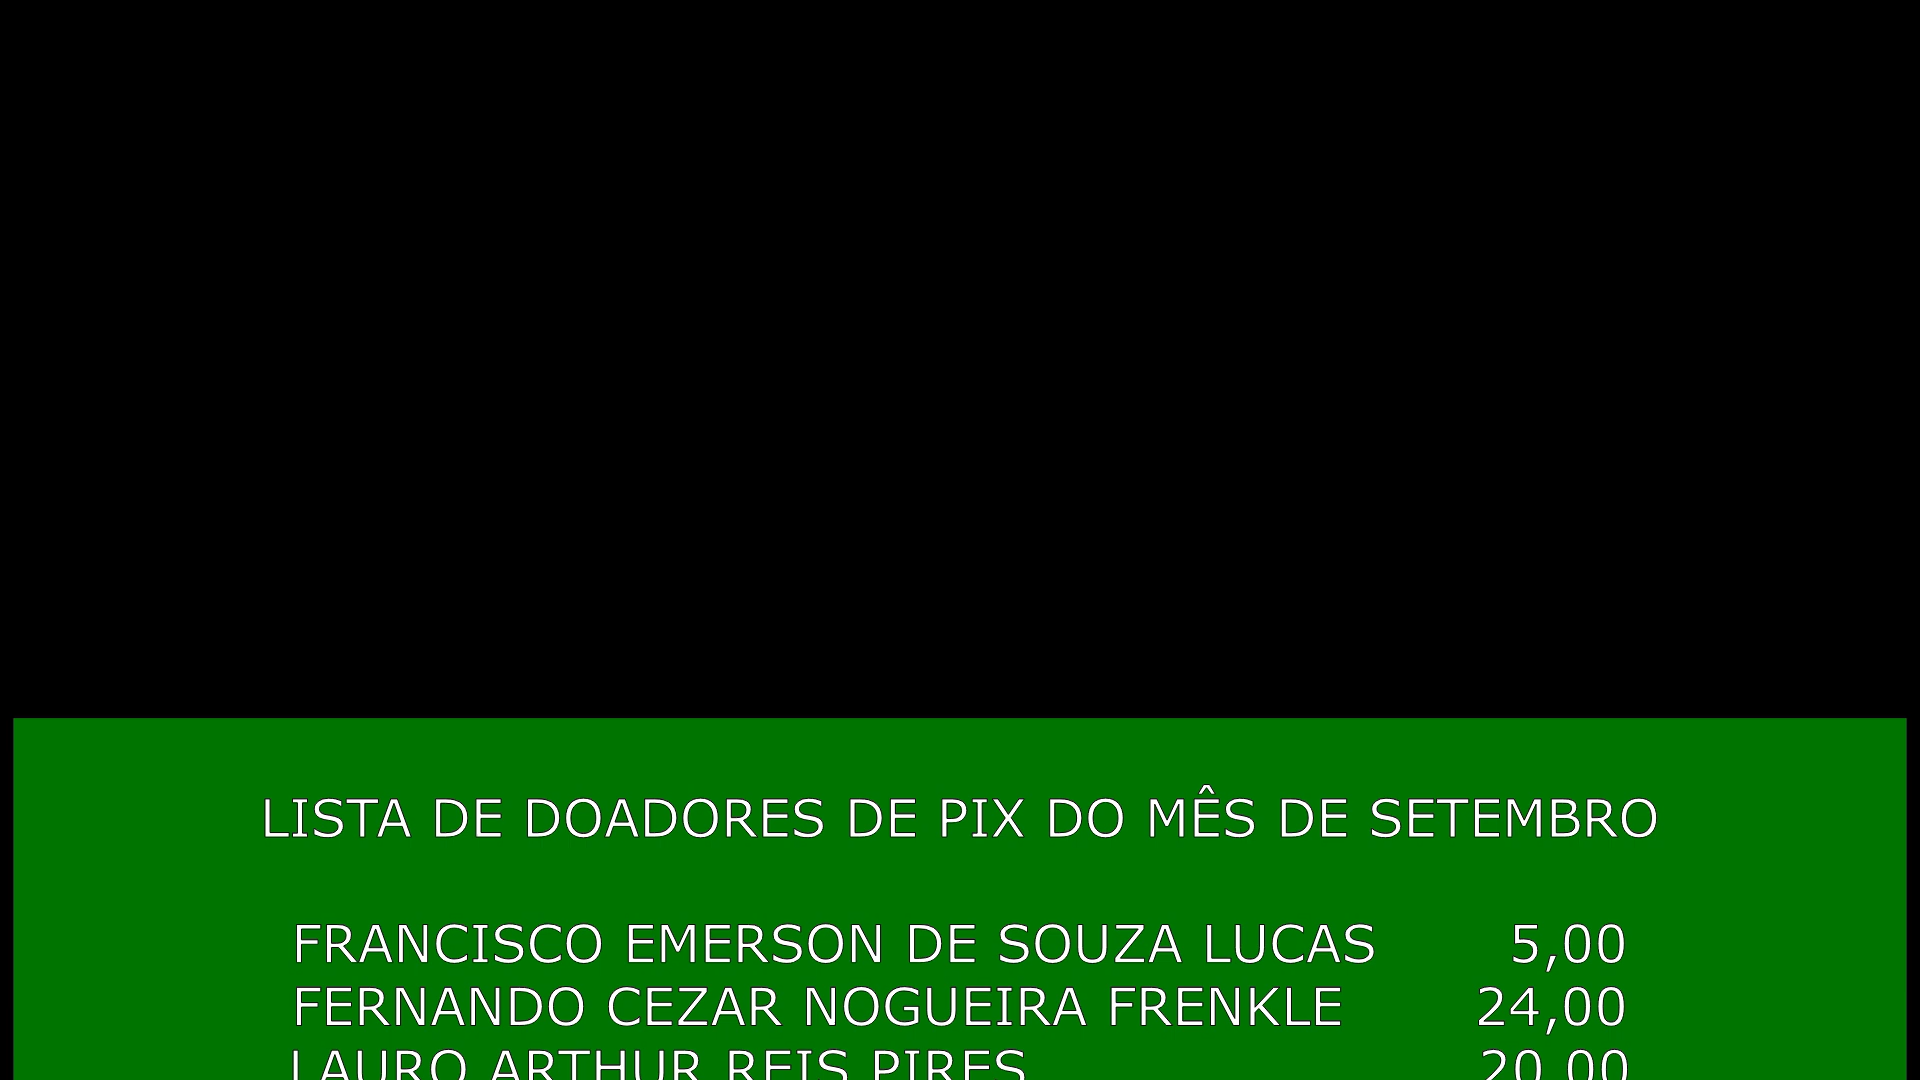 LISTA DE DOADORES DE PIX DO MÊS DE SETEMBRO
FRANCISCO EMERSON DE SOUZA LUCAS 5,00
FERNANDO CEZAR NOGUEIRA FRENKLE 24,00
LAURO ARTHUR REIS PIRES 20,00